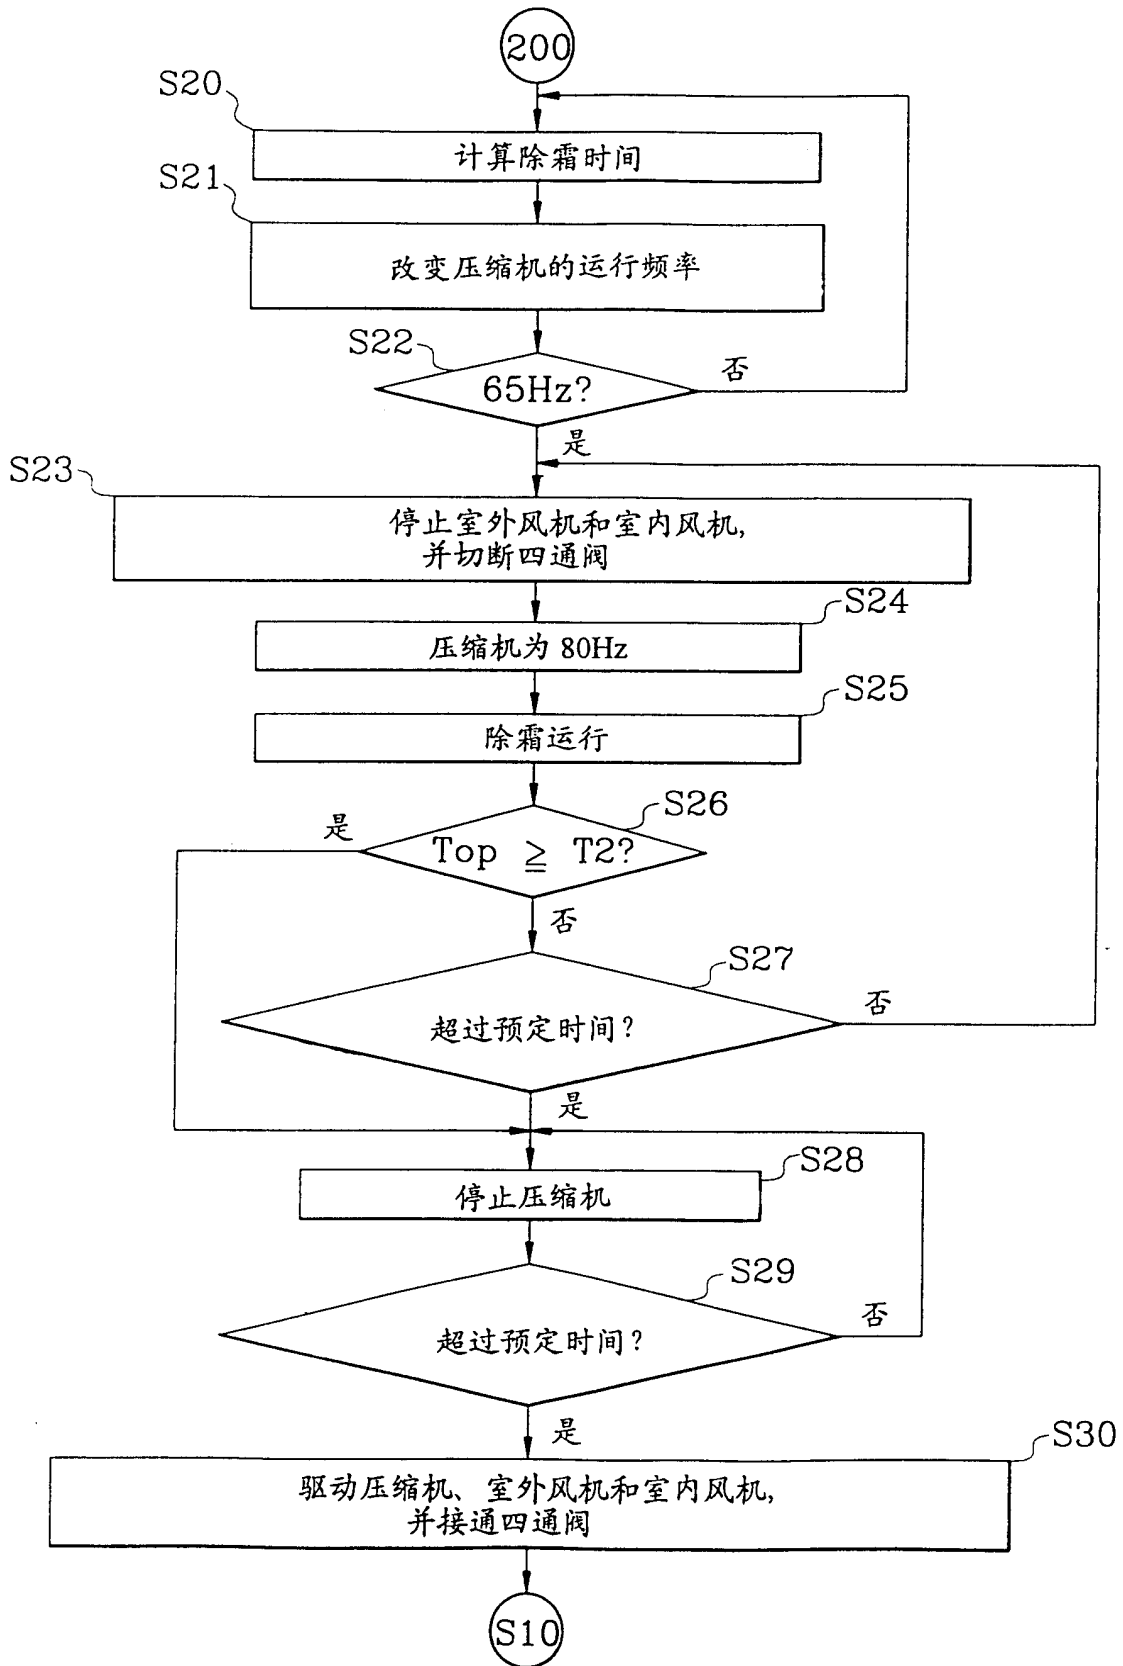 200
S20
计算除霜时间
S21
改变压缩机的运行频率
S22
65Hz?
否
是
S23
停止室外风机和室内风机,
并切断四通阀
S24
压缩机为 80Hz
S25
除霜运行
S26
是
Top ≧ T2?
否
S27
超过预定时间?
否
是
S28
停止压缩机
S29
超过预定时间?
否
是
S30
驱动压缩机、室外风机和室内风机,
并接通四通阀
S10